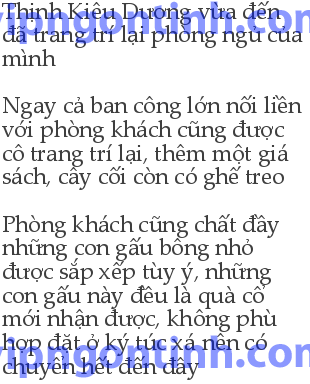 Thịnh Kiều Dương vừa đến
đã trang trí lại phòng ngủ của
mình
Ngay cả ban công lớn nối liền
với phòng khách cũng được
cô trang trí lại, thêm một giá
sách, cây cối còn có ghế treo
Phòng khách cũng chất đầy
những con gấu bông nhỏ
được sắp xếp tùy ý, những
con gấu này đều là quà cô
mới nhận được, không phù
hợp đặt ở ký túc xá nên cô
chuyển hết đến đây
vipngontinh.com
vipngontinh.com